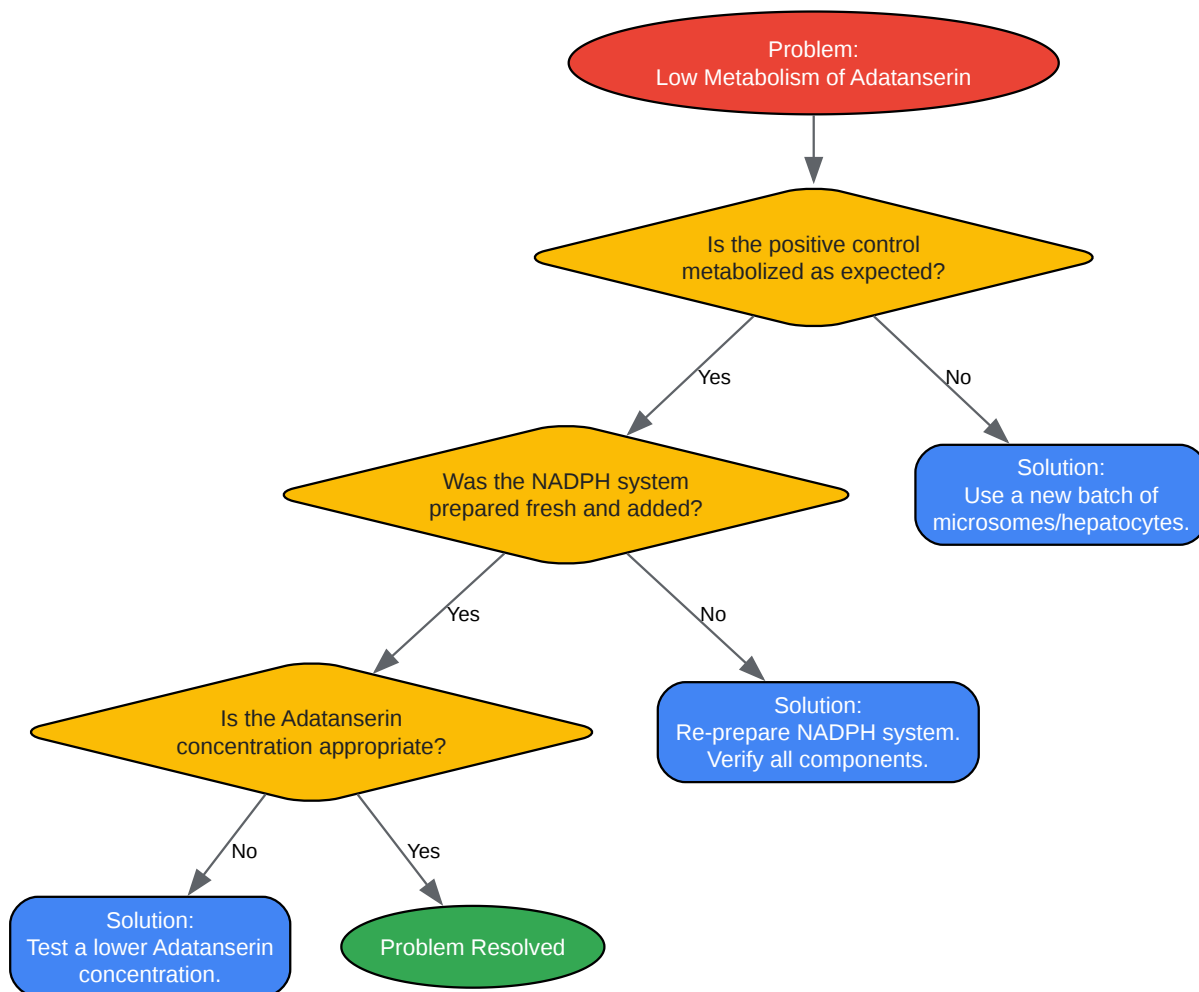 Problem:
Low Metabolism of Adatanserin
Is the positive control
metabolized as expected?
Yes
No
Was the NADPH system
prepared fresh and added?
Solution:
Use a new batch of
microsomes/hepatocytes.
Yes
No
Is the Adatanserin
concentration appropriate?
Solution:
Re-prepare NADPH system.
Verify all components.
No
Yes
Solution:
Test a lower Adatanserin
concentration.
Problem Resolved